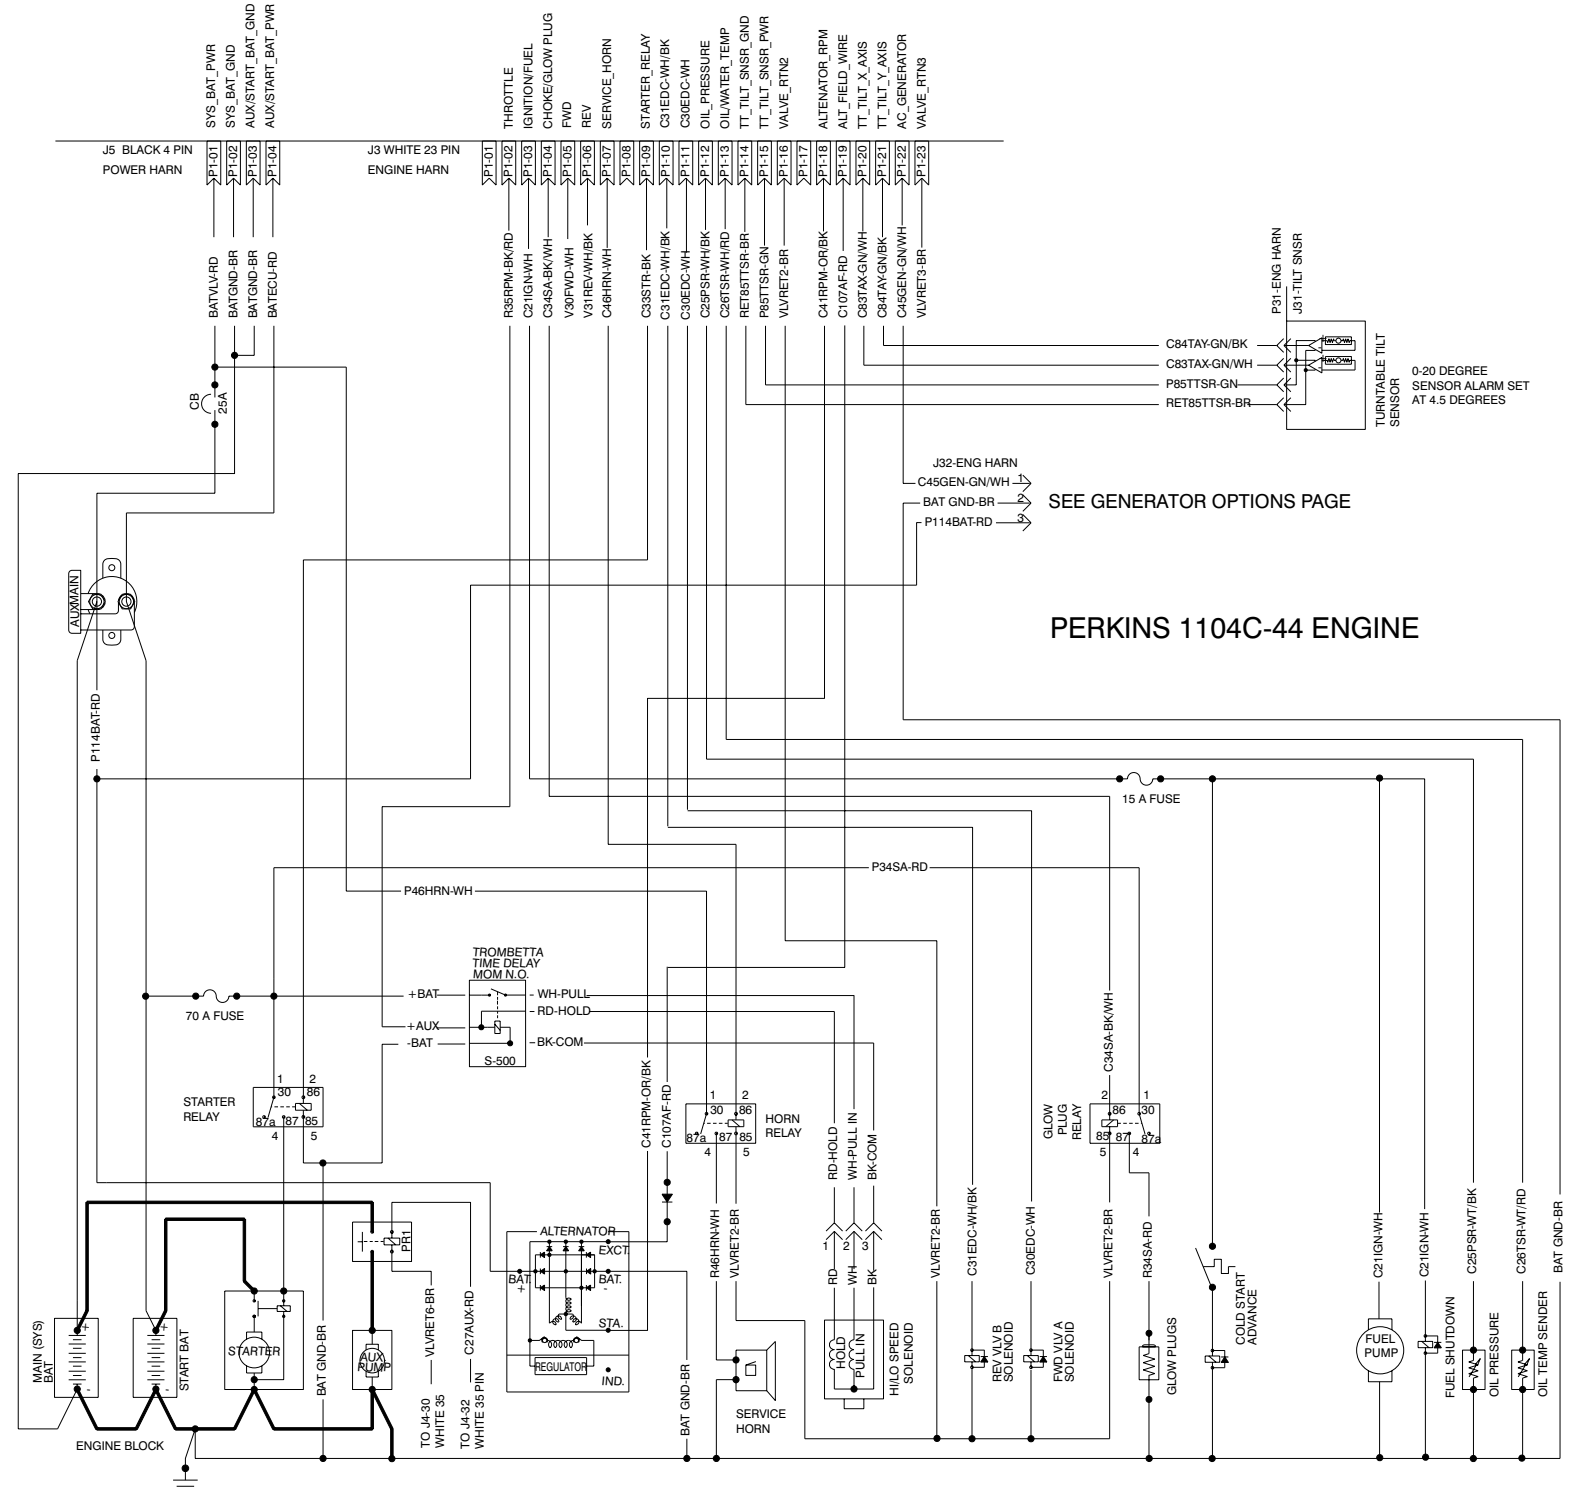 SYS_BAT_PWR
SYS_BAT_GND
AUX/START_BAT_GND
AUX/START_BAT_PWR
THROTTLE
IGNITION/FUEL
CHOKE/GLOW PLUG
FWD
REV
SERVICE_HORN
STARTER_RELAY
C31EDC-WH/BK
C30EDC-WH
OIL_PRESSURE
OIL/WATER_TEMP
TT_TILT_SNSR_GND
TT_TILT_SNSR_PWR
VALVE_RTN2
ALTENATOR_RPM
ALT_FIELD_WIRE
TT_TILT_X_AXIS
TT_TILT_Y_AXIS
AC_GENERATOR
VALVE_RTN3
J5 BLACK 4 PIN
POWER HARN
P1-01
P1-02
P1-03
P1-04
J3 WHITE 23 PIN
ENGINE HARN
P1-01
P1-02
P1-03
P1-04
P1-05
P1-06
P1-07
P1-08
P1-09
P1-10
P1-11
P1-12
P1-13
P1-14
P1-15
P1-16
P1-17
P1-18
P1-19
P1-20
P1-21
P1-22
P1-23
BATVLV-RD
BATGND-BR
BATGND-BR
BATECU-RD
R35RPM-BK/RD
C21IGN-WH
C34SA-BK/WH
V30FWD-WH
V31REV-WH/BK
C46HRN-WH
C33STR-BK
C31EDC-WH/BK
C30EDC-WH
C25PSR-WH/BK
C26TSR-WH/RD
RET85TTSR-BR
P85TTSR-GN
VLVRET2-BR
C41RPM-OR/BK
C107AF-RD
C83TAX-GN/WH
C84TAY-GN/BK
C45GEN-GN/WH
VLVRET3-BR
P31-ENG HARN
J31-TILT SNSR
C84TAY-GN/BK
C83TAX-GN/WH
P85TTSR-GN
RET85TTSR-BR
TURNTABLE TILT
SENSOR
0-20 DEGREE
SENSOR ALARM SET
AT 4.5 DEGREES
CB
25A
J32-ENG HARN
C45GEN-GN/WH 1
BAT GND-BR 2
P114BAT-RD 3
SEE GENERATOR OPTIONS PAGE
AUX
MAIN
PERKINS 1104C-44 ENGINE
P114BAT-RD
15 A FUSE
P34SA-RD
P46HRN-WH
TROMBETTA
TIME DELAY
MOM N.O.
+BAT
WH-PULL
RD-HOLD
+AUX
-BAT
BK-COM
S-500
70 A FUSE
STARTER
RELAY
1 2
30 86
87a 87 85
4 5
C41RPM-OR/BK
C107AF-RD
1 2
30 86
87a 87 85
4 5
HORN
RELAY
RD-HOLD
WH-PULL IN
BK-COM
C34SA-BK/WH
GLOW
PLUG
RELAY
2 1
86 30
85 87 87a
5 4
PR1
ALTERNATOR
EXCT.
BAT.
+
BAT.
-
STA.
REGULATOR
IND.
R46HRN-WH
VLVRET2-BR
1 2 3
RD
WH
BK
VLVRET2-BR
C31EDC-WH/BK
C30EDC-WH
VLVRET2-BR
R34SA-RD
C21IGN-WH
C21IGN-WH
C25PSR-WT/BK
C26TSR-WT/RD
BAT GND-BR
MAIN (SYS)
BAT
+
-
START BAT
+
-
STARTER
BAT GND-BR
AUX
PUMP
VLVRET6-BR
C27AUX-RD
TO J4-30
WHITE 35
TO J4-32
WHITE 35 PIN
BAT GND-BR
SERVICE
HORN
HOLD
PULL IN
HI/LO SPEED
SOLENOID
REV VLV B
SOLENOID
FWD VLV A
SOLENOID
GLOW PLUGS
COLD START
ADVANCE
FUEL
PUMP
FUEL SHUTDOWN
OIL PRESSURE
OIL TEMP SENDER
ENGINE BLOCK